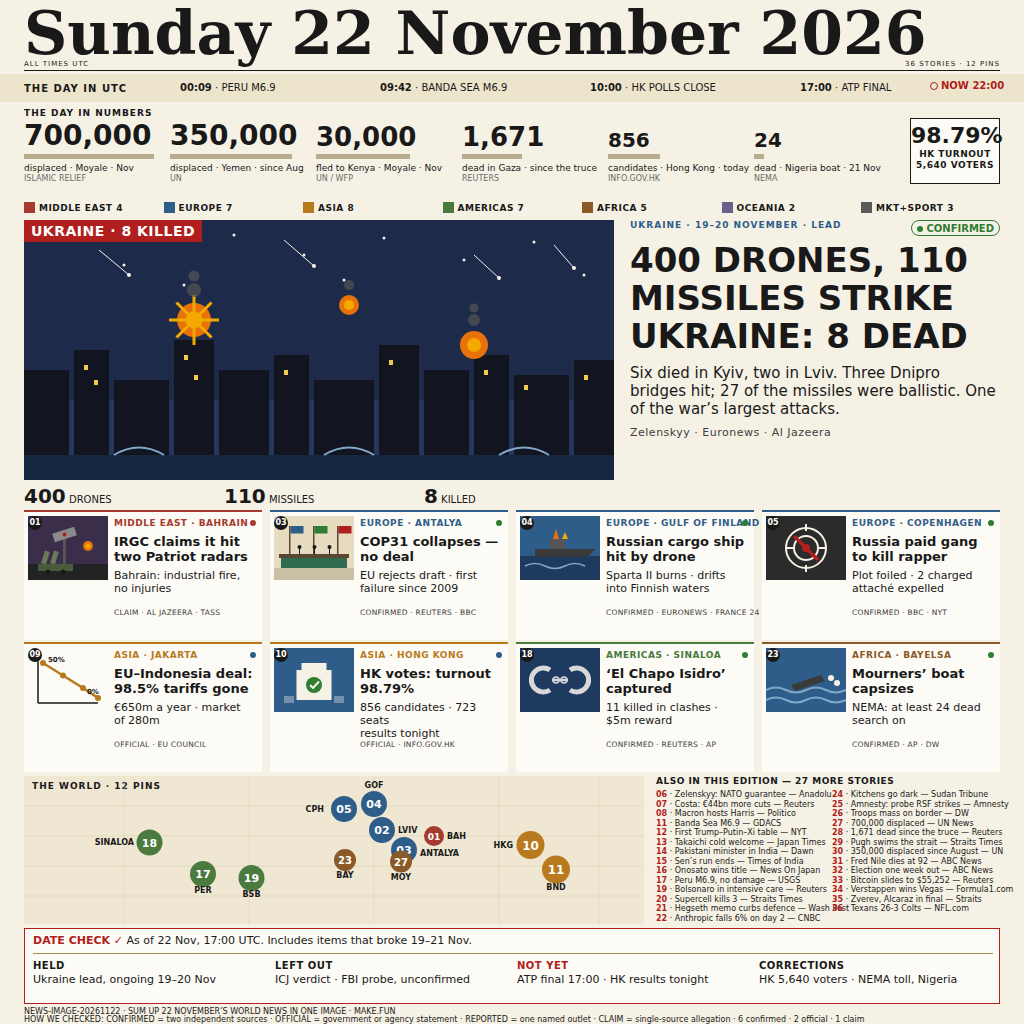 Sunday 22 November 2026
ALL TIMES UTC
36 STORIES · 12 PINS
THE DAY IN UTC
00:09 · PERU M6.9
09:42 · BANDA SEA M6.9
10:00 · HK POLLS CLOSE
17:00 · ATP FINAL
NOW 22:00
THE DAY IN NUMBERS
700,000
displaced · Moyale · Nov
ISLAMIC RELIEF
350,000
displaced · Yemen · since Aug
UN
30,000
fled to Kenya · Moyale · Nov
UN / WFP
1,671
dead in Gaza · since the truce
REUTERS
856
candidates · Hong Kong · today
INFO.GOV.HK
24
dead · Nigeria boat · 21 Nov
NEMA
98.79%
HK TURNOUT
5,640 VOTERS
MIDDLE EAST 4
EUROPE 7
ASIA 8
AMERICAS 7
AFRICA 5
OCEANIA 2
MKT+SPORT 3
UKRAINE · 8 KILLED
UKRAINE · 19–20 NOVEMBER · LEAD
CONFIRMED
400 DRONES, 110
MISSILES STRIKE
UKRAINE: 8 DEAD
Six died in Kyiv, two in Lviv. Three Dnipro
bridges hit; 27 of the missiles were ballistic. One
of the war’s largest attacks.
Zelenskyy · Euronews · Al Jazeera
400 DRONES
110 MISSILES
8 KILLED
01
MIDDLE EAST · BAHRAIN
IRGC claims it hit
two Patriot radars
Bahrain: industrial fire,
no injuries
CLAIM · AL JAZEERA · TASS
03
EUROPE · ANTALYA
COP31 collapses —
no deal
EU rejects draft · first
failure since 2009
CONFIRMED · REUTERS · BBC
04
EUROPE · GULF OF FINLAND
Russian cargo ship
hit by drone
Sparta II burns · drifts
into Finnish waters
CONFIRMED · EURONEWS · FRANCE 24
05
EUROPE · COPENHAGEN
Russia paid gang
to kill rapper
Plot foiled · 2 charged
attaché expelled
CONFIRMED · BBC · NYT
09
50%
0%
ASIA · JAKARTA
EU–Indonesia deal:
98.5% tariffs gone
€650m a year · market
of 280m
OFFICIAL · EU COUNCIL
10
ASIA · HONG KONG
HK votes: turnout
98.79%
856 candidates · 723
seats
results tonight
OFFICIAL · INFO.GOV.HK
18
AMERICAS · SINALOA
‘El Chapo Isidro’
captured
11 killed in clashes ·
$5m reward
CONFIRMED · REUTERS · AP
23
AFRICA · BAYELSA
Mourners’ boat
capsizes
NEMA: at least 24 dead
search on
CONFIRMED · AP · DW
THE WORLD · 12 PINS
GOF
04
CPH 05
02 LVIV
01 BAH
03 ANTALYA
SINALOA 18
HKG 10
23
BAY
27
MOY
17
PER
19
BSB
11
BND
ALSO IN THIS EDITION — 27 MORE STORIES
06 · Zelenskyy: NATO guarantee — Anadolu
07 · Costa: €44bn more cuts — Reuters
08 · Macron hosts Harris — Politico
11 · Banda Sea M6.9 — GDACS
12 · First Trump–Putin–Xi table — NYT
13 · Takaichi cold welcome — Japan Times
14 · Pakistani minister in India — Dawn
15 · Sen’s run ends — Times of India
16 · Onosato wins title — News On Japan
17 · Peru M6.9, no damage — USGS
19 · Bolsonaro in intensive care — Reuters
20 · Supercell kills 3 — Straits Times
21 · Hegseth memo curbs defence — Wash Post
22 · Anthropic falls 6% on day 2 — CNBC
24 · Kitchens go dark — Sudan Tribune
25 · Amnesty: probe RSF strikes — Amnesty
26 · Troops mass on border — DW
27 · 700,000 displaced — UN News
28 · 1,671 dead since the truce — Reuters
29 · Pugh swims the strait — Straits Times
30 · 350,000 displaced since August — UN
31 · Fred Nile dies at 92 — ABC News
32 · Election one week out — ABC News
33 · Bitcoin slides to $55,252 — Reuters
34 · Verstappen wins Vegas — Formula1.com
35 · Zverev, Alcaraz in final — Straits
36 · Texans 26-3 Colts — NFL.com
DATE CHECK ✓ As of 22 Nov, 17:00 UTC. Includes items that broke 19–21 Nov.
HELD
Ukraine lead, ongoing 19–20 Nov
LEFT OUT
ICJ verdict · FBI probe, unconfirmed
NOT YET
ATP final 17:00 · HK results tonight
CORRECTIONS
HK 5,640 voters · NEMA toll, Nigeria
NEWS-IMAGE-20261122 · SUM UP 22 NOVEMBER’S WORLD NEWS IN ONE IMAGE · MAKE.FUN
HOW WE CHECKED: CONFIRMED = two independent sources · OFFICIAL = government or agency statement · REPORTED = one named outlet · CLAIM = single-source allegation · 6 confirmed · 2 official · 1 claim